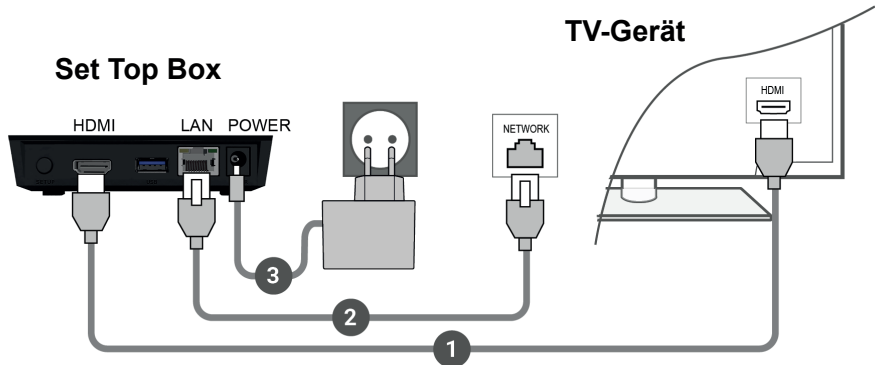 TV-Gerät
Set Top Box
HDMI
HDMI LAN POWER
NETWORK
3
2
1